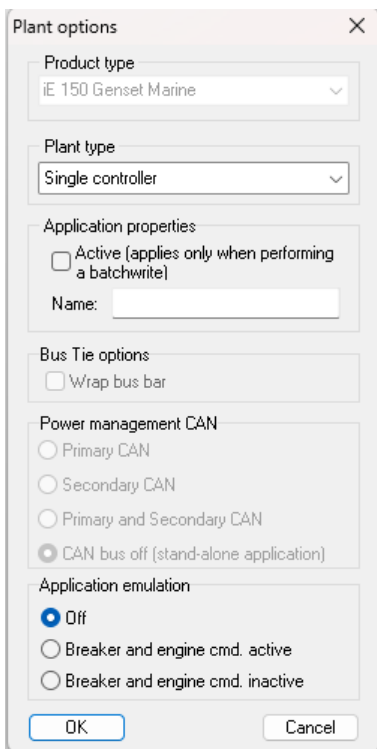 Plant options
Product type
iE 150 Genset Marine
Plant type
Single controller
Application properties
Active (applies only when performing
a batchwrite)
Name:
Bus Tie options
Wrap bus bar
Power management CAN
Primary CAN
Secondary CAN
Primary and Secondary CAN
CAN bus off (stand-alone application)
Application emulation
Off
Breaker and engine cmd. active
Breaker and engine cmd. inactive
OK Cancel